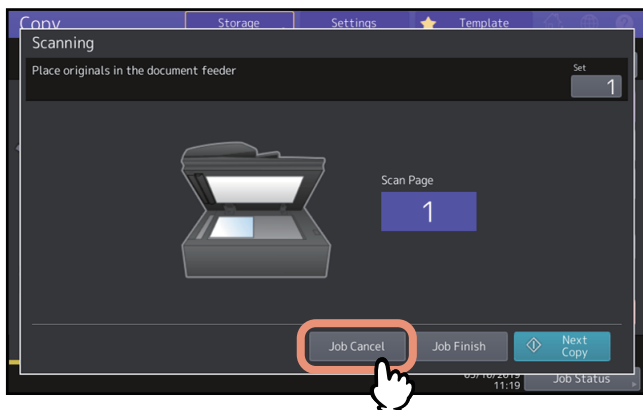 Copy
Storage
Settings
Template
Scanning
Place originals in the document feeder
Set
1
Scan Page
1
Job Cancel
Job Finish
Next
Copy
11:19
Job Status